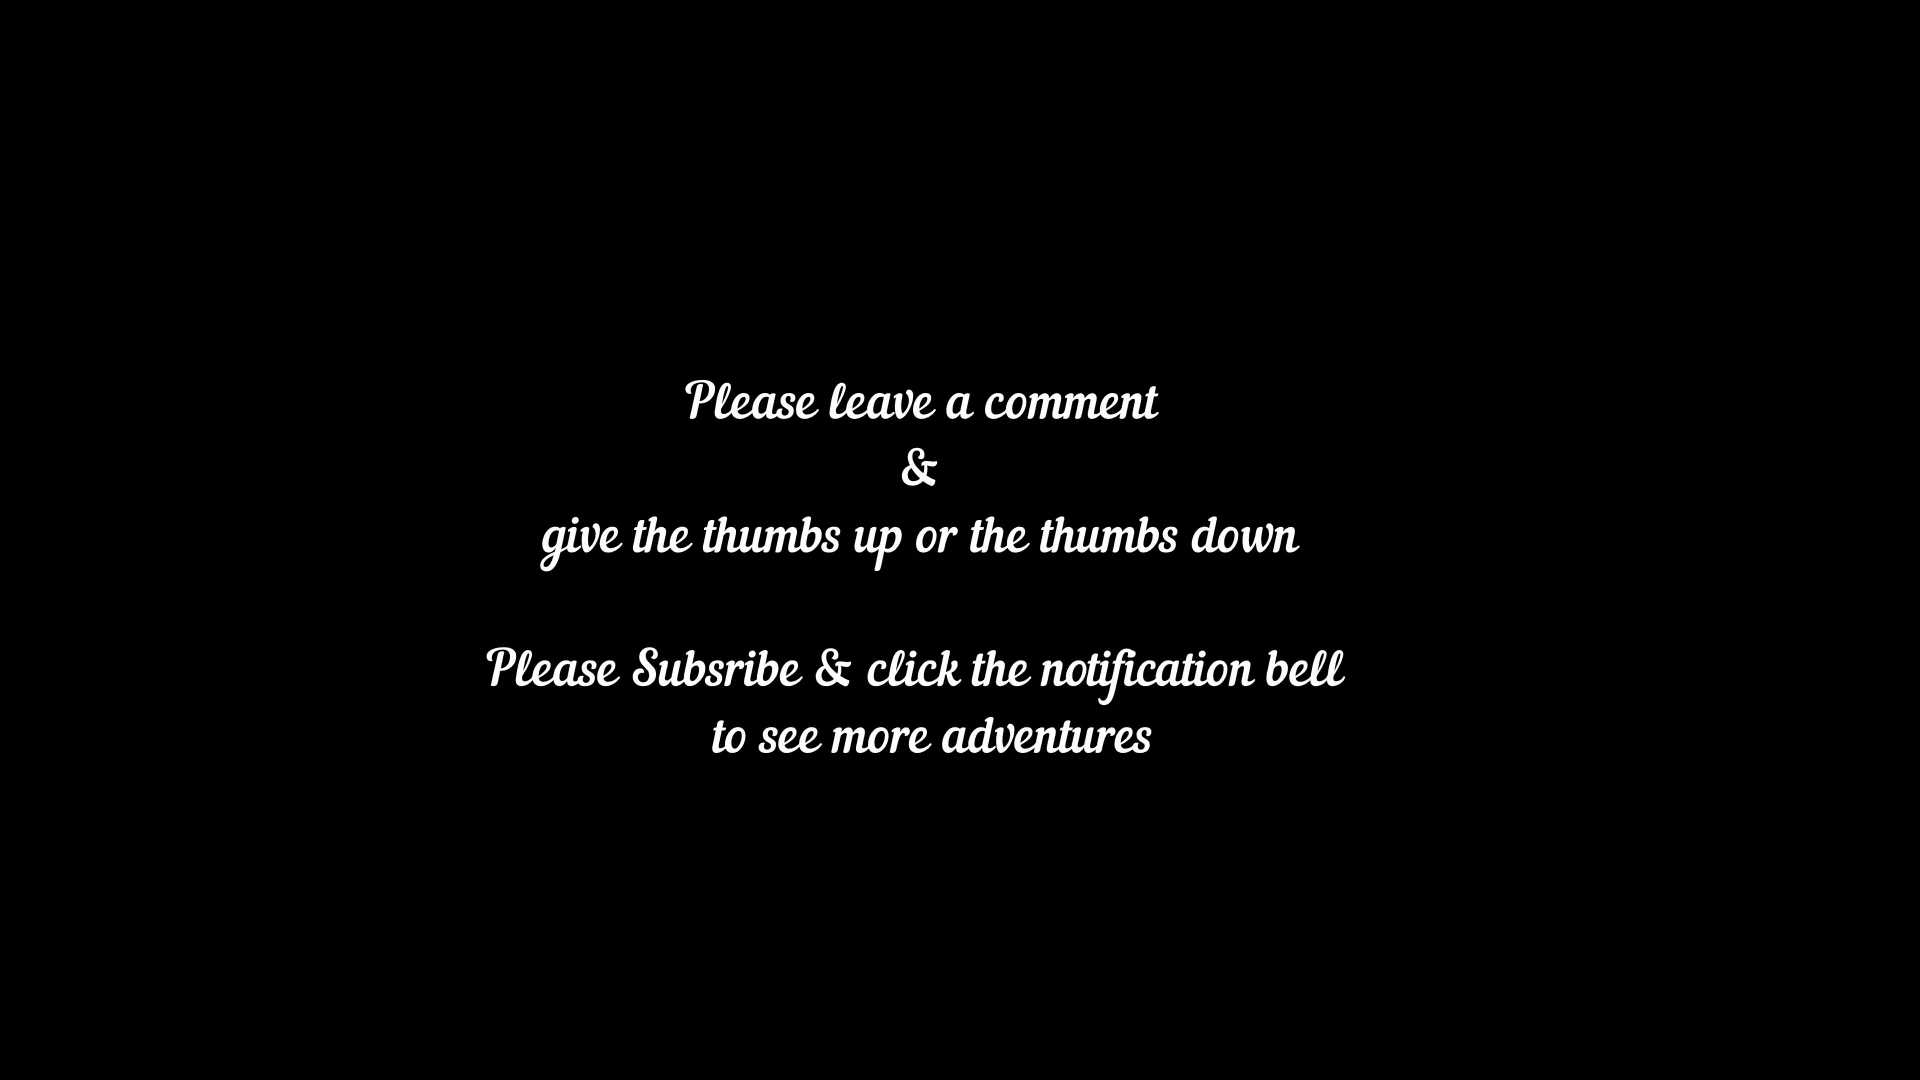 Please leave a comment
&
give the thumbs up or the thumbs down
Please Subsribe & click the notification bell
to see more adventures